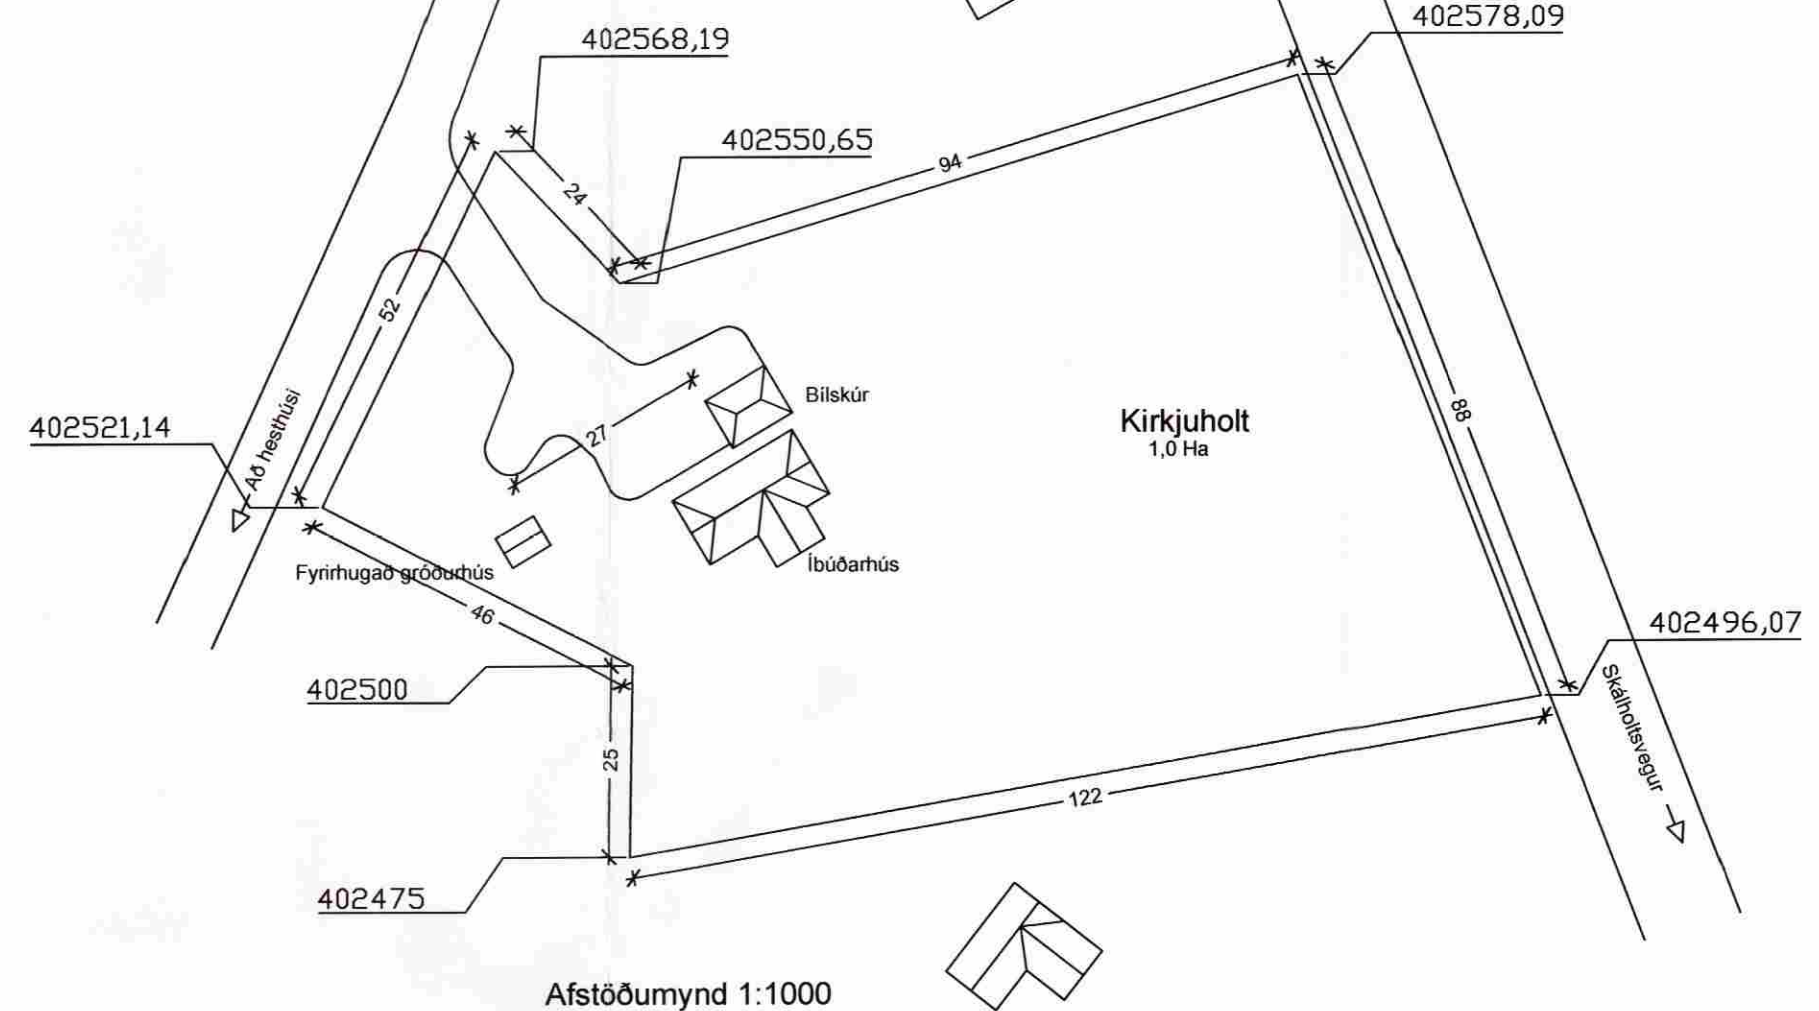 402578,09
402568,19
402550,65
94
24
52
88
Bílskúr
Kirkjuholt
1,0 Ha
402521,14
Að hesthúsi
27
Íbúðarhús
Fyrirhugað gróðurhús
46
402496,07
402500
Skálholtsvegur
25
122
402475
Afstöðumynd 1:1000